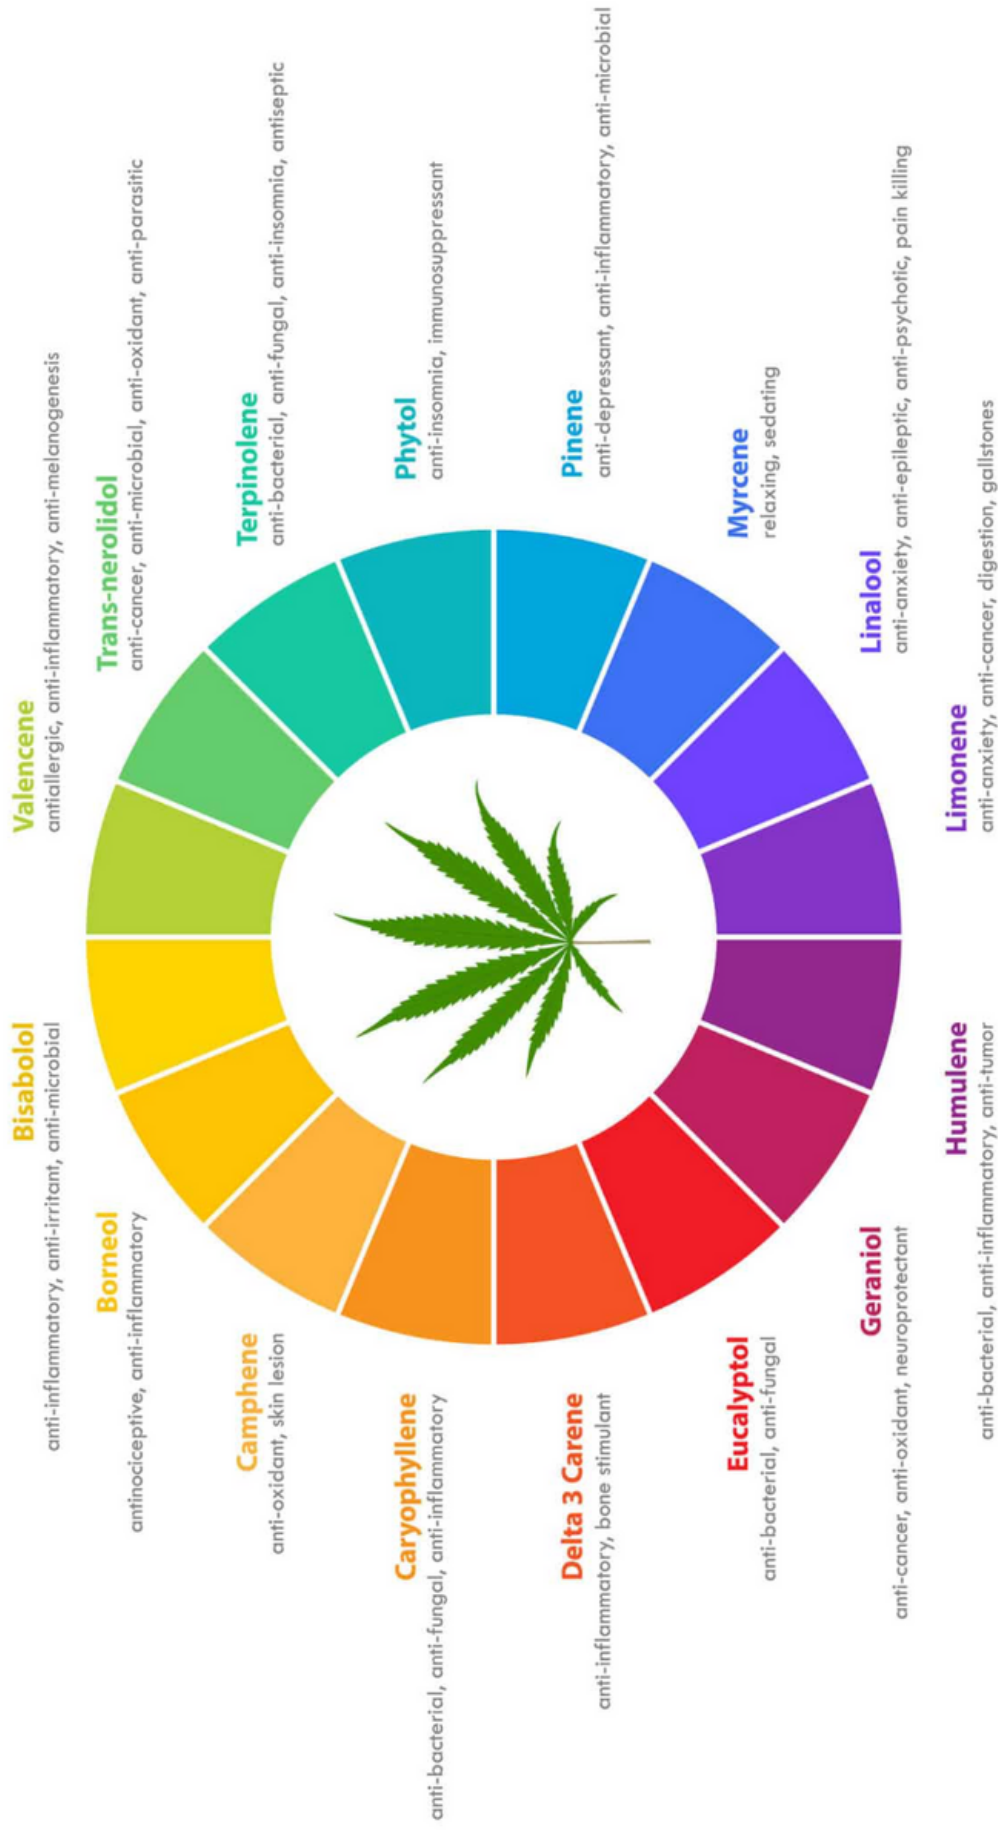 Valencene
antiallergic, anti-inflammatory, anti-melanogenesis
Trans-nerolidol
anti-cancer, anti-microbial, anti-oxidant, anti-parasitic
Terpinolene
anti-bacterial, anti-fungal, anti-insomnia, antiseptic
Phytol
anti-insomnia, immunosuppressant
Pinene
anti-depressant, anti-inflammatory, anti-microbial
Myrcene
relaxing, sedating
Linalool
anti-anxiety, anti-epileptic, anti-psychotic, pain killing
Limonene
anti-anxiety, anti-cancer, digestion, gallstones
Humulene
anti-bacterial, anti-inflammatory, anti-tumor
Geraniol
anti-cancer, anti-oxidant, neuroprotectant
Eucalyptol
anti-bacterial, anti-fungal
Delta 3 Carene
anti-inflammatory, bone stimulant
Caryophyllene
anti-bacterial, anti-fungal, anti-inflammatory
Camphene
anti-oxidant, skin lesion
Borneol
antinociceptive, anti-inflammatory
Bisabolol
anti-inflammatory, anti-irritant, anti-microbial